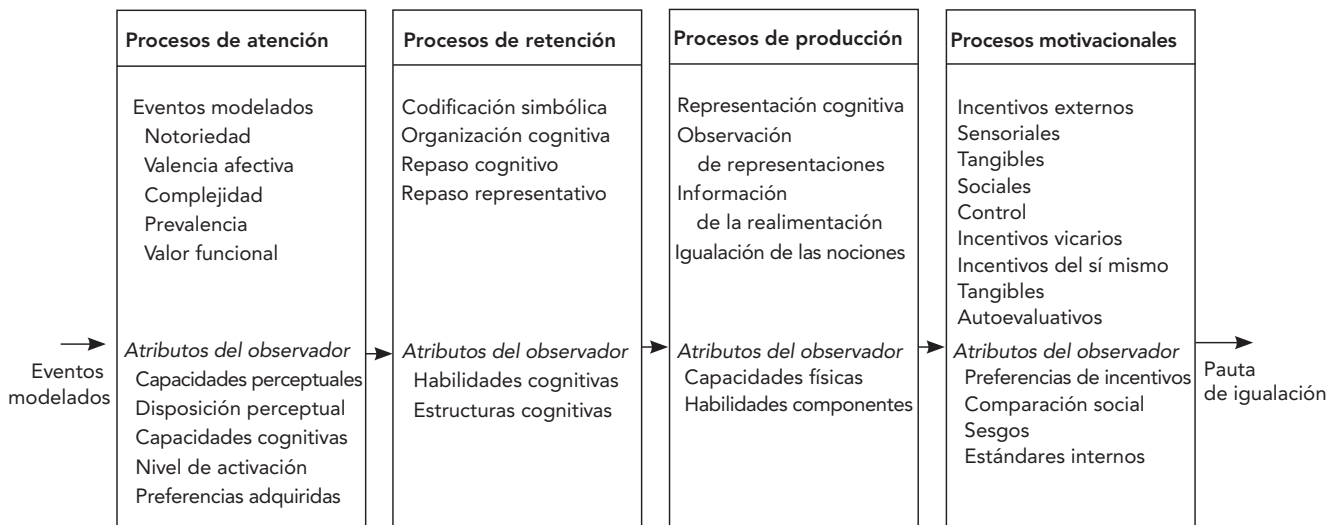 Eventos
modelados
Procesos de atención
Eventos modelados
Notoriedad
Valencia afectiva
Complejidad
Prevalencia
Valor funcional
Atributos del observador
Capacidades perceptuales
Disposición perceptual
Capacidades cognitivas
Nivel de activación
Preferencias adquiridas
Procesos de retención
Codificación simbólica
Organización cognitiva
Repaso cognitivo
Repaso representativo
Atributos del observador
Habilidades cognitivas
Estructuras cognitivas
Procesos de producción
Representación cognitiva
Observación
de representaciones
Información
de la realimentación
Igualación de las nociones
Atributos del observador
Capacidades físicas
Habilidades componentes
Procesos motivacionales
Incentivos externos
Sensoriales
Tangibles
Sociales
Control
Incentivos vicarios
Incentivos del sí mismo
Tangibles
Autoevaluativos
Atributos del observador
Preferencias de incentivos
Comparación social
Sesgos
Estándares internos
Pauta
de igualación